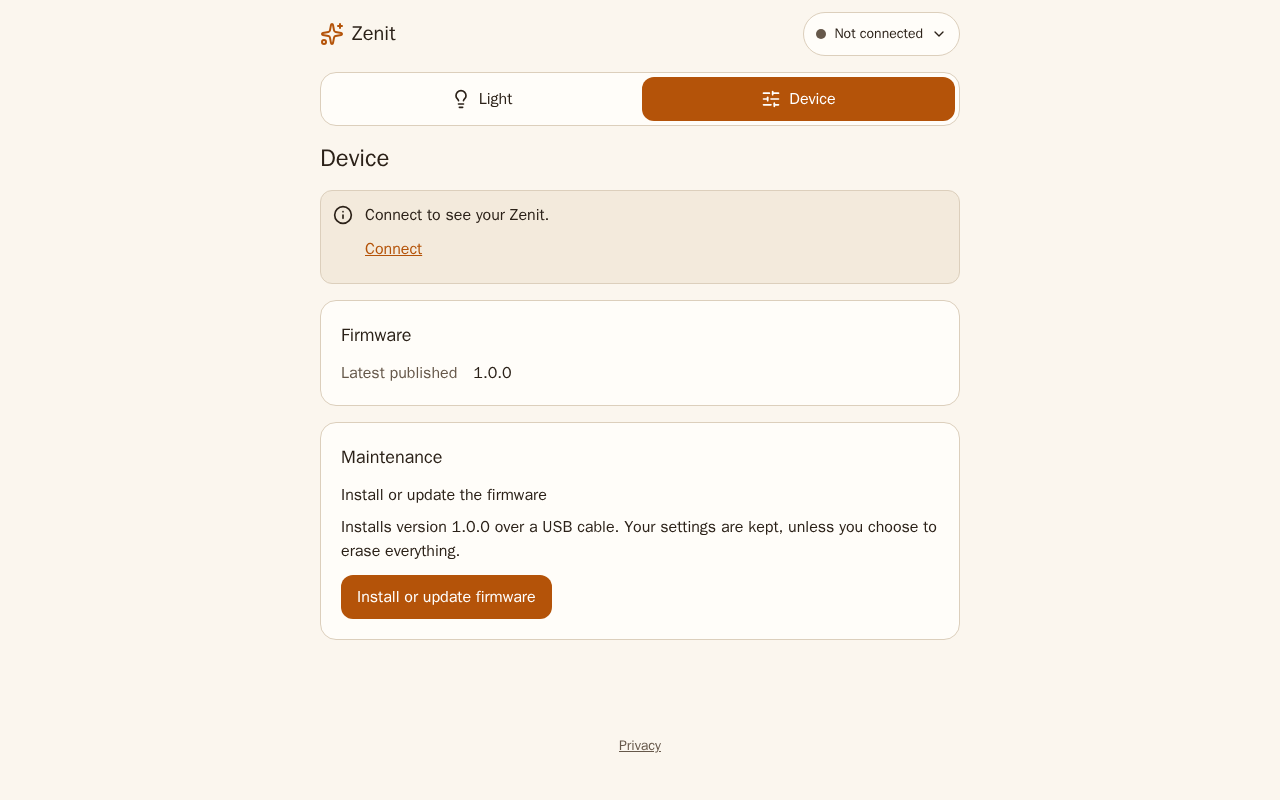 Zenit
Not connected
Light
Device
Device
Connect to see your Zenit.
Connect
Firmware
Latest published 1.0.0
Maintenance
Install or update the firmware
Installs version 1.0.0 over a USB cable. Your settings are kept, unless you choose to
erase everything.
Install or update firmware
Privacy